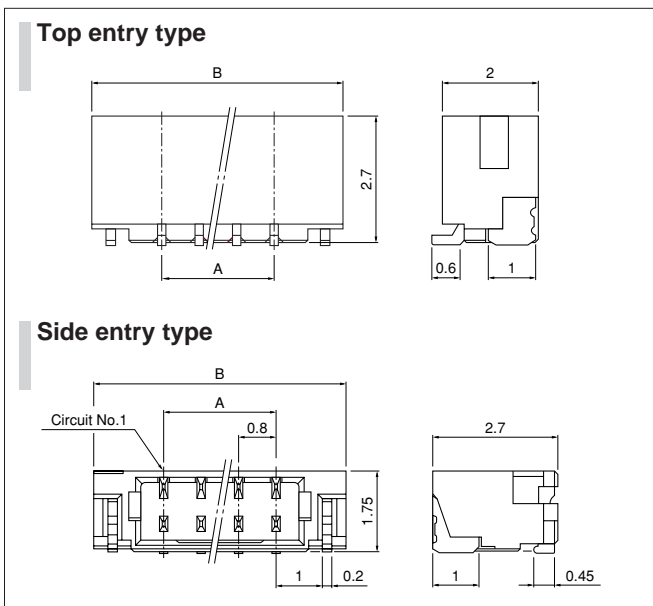 Top entry type
B
2
2.7
A
0.6
1
Side entry type
B
A
Circuit No.1
0.8
2.7
1.75
1
0.2
1
0.45